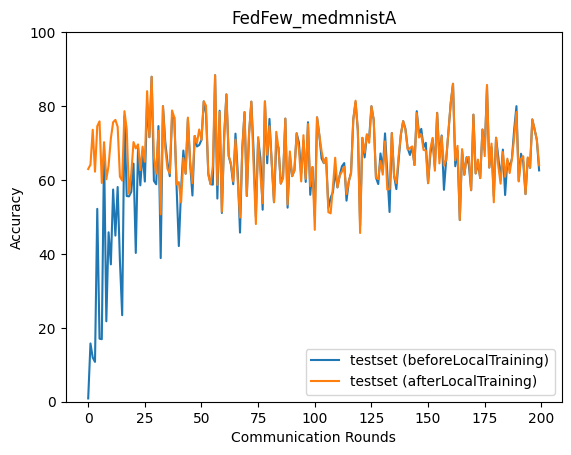 FedFew_medmnistA
Accuracy
100
80
60
40
20
0
testset (beforeLocalTraining)
testset (afterLocalTraining)
0 25 50 75 100 125 150 175 200
Communication Rounds